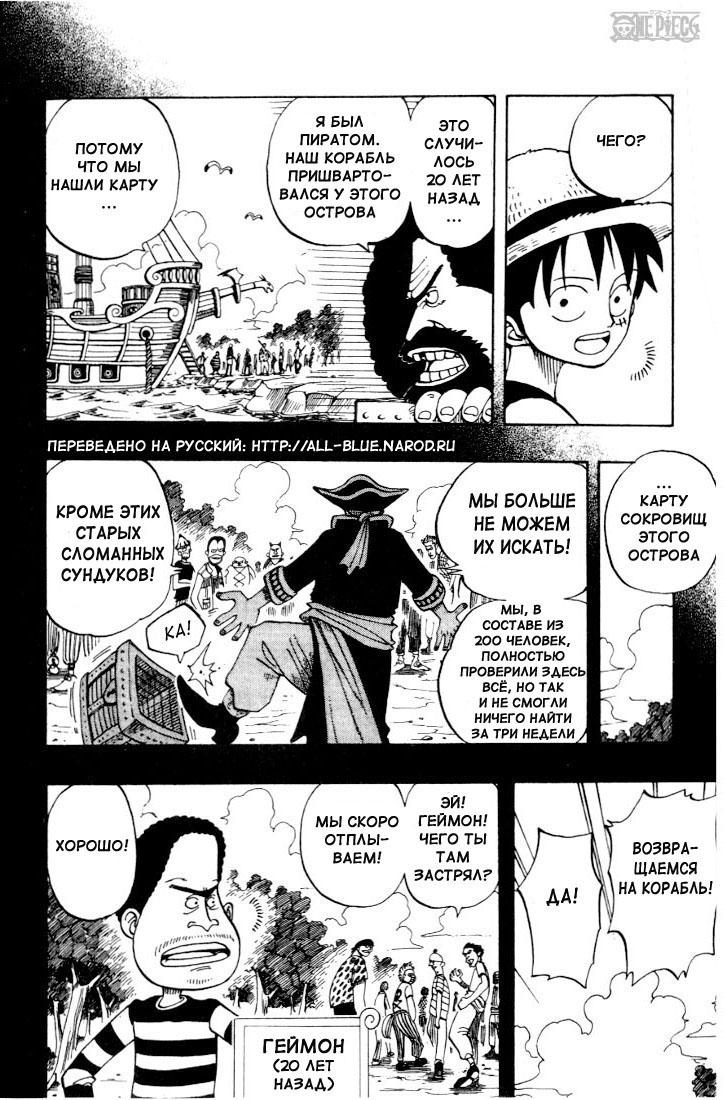 ONE PIECE
ЧЕГО?
ЭТО
СЛУЧИ-
ЛОСЬ
20 ЛЕТ
НАЗАД
...
Я БЫЛ
ПИРАТОМ.
НАШ КОРАБЛЬ
ПРИШВАРТО-
ВАЛСЯ У ЭТОГО
ОСТРОВА
ПОТОМУ
ЧТО МЫ
НАШЛИ КАРТУ
...
ПЕРЕВЕДЕНО НА РУССКИЙ: HTTP://ALL-BLUE.NAROD.RU
...
КАРТУ
СОКРОВИЩ
ЭТОГО
ОСТРОВА
МЫ БОЛЬШЕ
НЕ МОЖЕМ
ИХ ИСКАТЬ!
МЫ, В
СОСТАВЕ ИЗ
200 ЧЕЛОВЕК,
ПОЛНОСТЬЮ
ПРОВЕРИЛИ ЗДЕСЬ
ВСЁ, НО ТАК
И НЕ СМОГЛИ
НИЧЕГО НАЙТИ
ЗА ТРИ НЕДЕЛИ
КРОМЕ ЭТИХ
СТАРЫХ
СЛОМАННЫХ
СУНДУКОВ!
КА!
ВОЗВРА-
ЩАЕМСЯ
НА КОРАБЛЬ!
ДА!
ЭЙ!
ГЕЙМОН!
ЧЕГО ТЫ
ТАМ
ЗАСТРЯЛ?
МЫ СКОРО
ОТПЛЫ-
ВАЕМ!
ХОРОШО!
ГЕЙМОН
(20 ЛЕТ
НАЗАД)